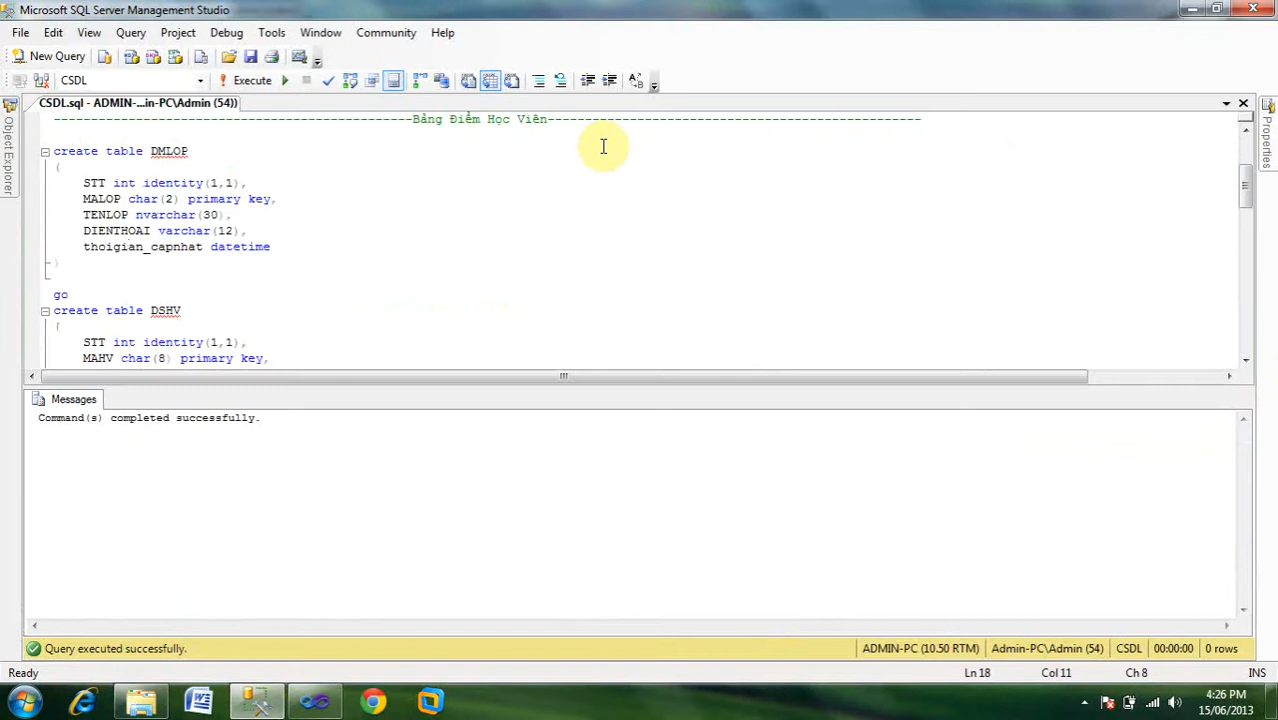 Microsoft SQL Server Management Studio
File Edit View Query Project Debug Tools Window Community Help
New Query
CSDL Execute
CSDL.sql - ADMIN-...in-PC\Admin (54))
Object Explorer
Properties
------------------------------------------------Bảng Điểm Học Viên--------------------------------------------------
create table DMLOP
(
STT int identity(1,1),
MALOP char(2) primary key,
TENLOP nvarchar(30),
DIENTHOAI varchar(12),
thoigian_capnhat datetime
)
go
create table DSHV
(
STT int identity(1,1),
MAHV char(8) primary key,
Messages
Command(s) completed successfully.
Query executed successfully. ADMIN-PC (10.50 RTM) Admin-PC\Admin (54) CSDL 00:00:00 0 rows
Ready Ln 18 Col 11 Ch 8 INS
4:26 PM
15/06/2013